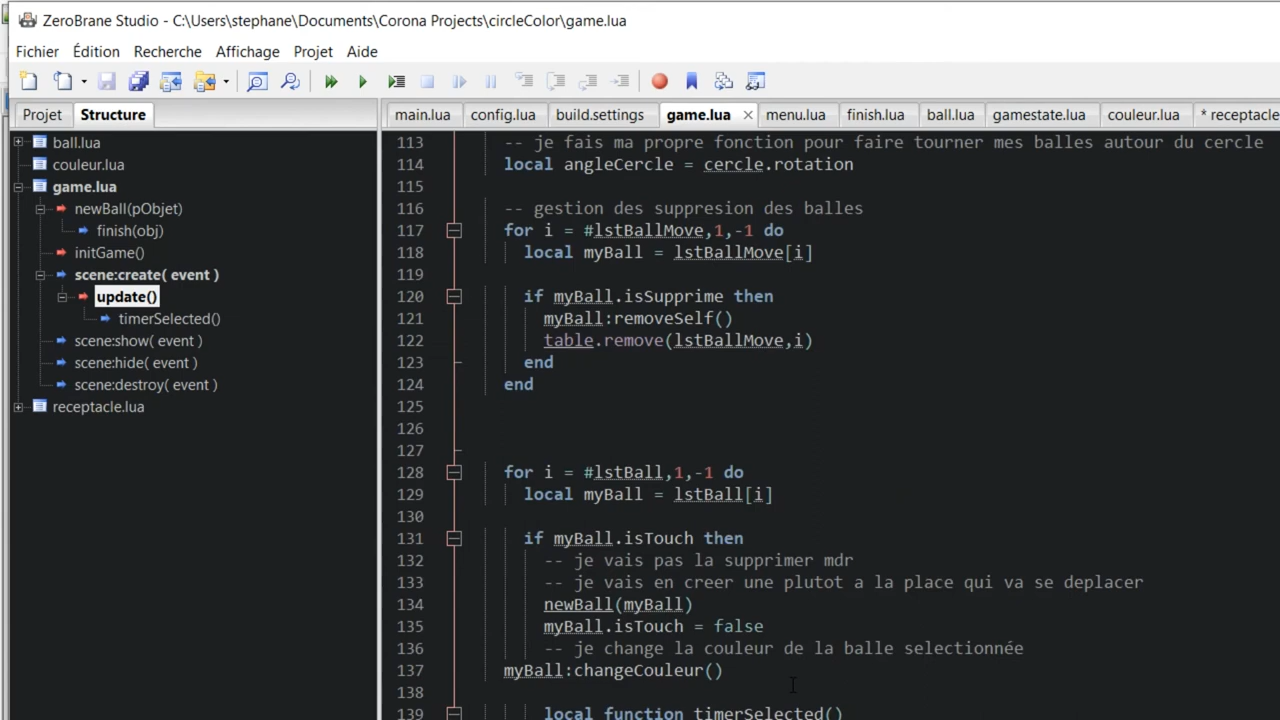 ZeroBrane Studio - C:\Users\stephane\Documents\Corona Projects\circleColor\game.lua
Fichier Édition Recherche Affichage Projet Aide
Projet Structure
main.lua config.lua build.settings game.lua menu.lua finish.lua ball.lua gamestate.lua couleur.lua * receptacle
ball.lua
couleur.lua
game.lua
newBall(pObjet)
finish(obj)
initGame()
scene:create( event )
update()
timerSelected()
scene:show( event )
scene:hide( event )
scene:destroy( event )
receptacle.lua
113 -- je fais ma propre fonction pour faire tourner mes balles autour du cercle
114 local angleCercle = cercle.rotation
115
116 -- gestion des suppresion des balles
117 for i = #lstBallMove,1,-1 do
118 local myBall = lstBallMove[i]
119
120 if myBall.isSupprime then
121 myBall:removeSelf()
122 table.remove(lstBallMove,i)
123 end
124 end
125
126
127
128 for i = #lstBall,1,-1 do
129 local myBall = lstBall[i]
130
131 if myBall.isTouch then
132 -- je vais pas la supprimer mdr
133 -- je vais en creer une plutot a la place qui va se deplacer
134 newBall(myBall)
135 myBall.isTouch = false
136 -- je change la couleur de la balle selectionnée
137 myBall:changeCouleur()
138
139 local function timerSelected()